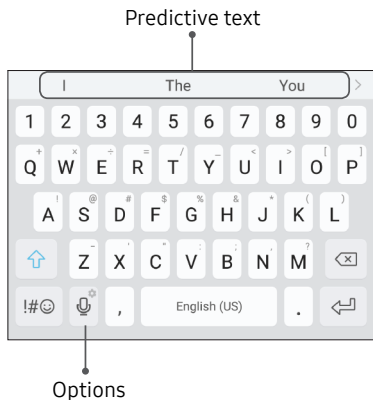 Predictive text
I The You >
1 2 3 4 5 6 7 8 9 0
+ × ÷ = / _ < > [ ]
Q W E R T Y U I O P
! @ # $ % & * ( )
A S D F G H J K L
- ' " : ; , ?
Z X C V B N M
!#☺ , English (US) .
Options